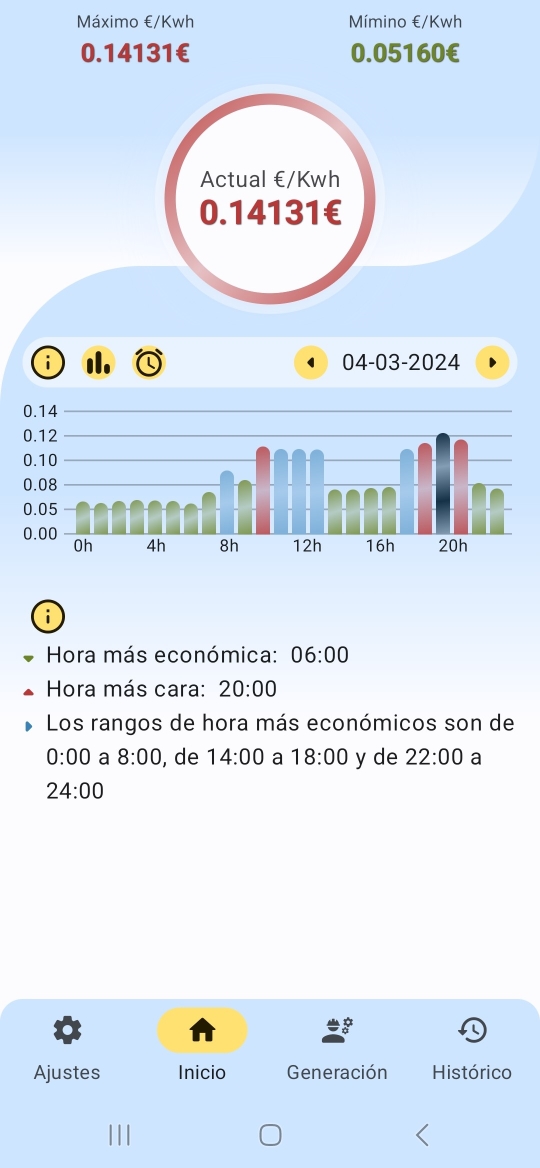 Máximo €/Kwh
Mímino €/Kwh
0.14131€
0.05160€
Actual €/Kwh
0.14131€
04-03-2024
0.14
0.12
0.10
0.08
0.05
0.00
0h 4h 8h 12h 16h 20h
Hora más económica: 06:00
Hora más cara: 20:00
Los rangos de hora más económicos son de
0:00 a 8:00, de 14:00 a 18:00 y de 22:00 a
24:00
Ajustes
Inicio
Generación
Histórico